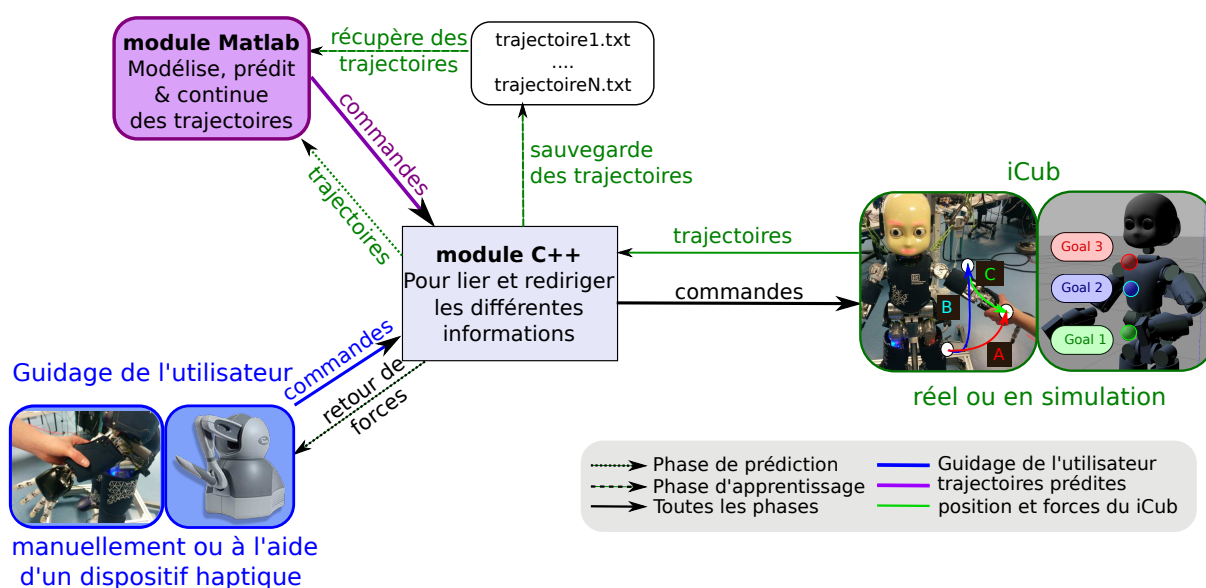 module Matlab
Modélise, prédit
& continue
des trajectoires
récupère des
trajectoires
trajectoire1.txt
....
trajectoireN.txt
commandes
trajectoires
sauvegarde
des trajectoires
iCub
module C++
Pour lier et rediriger
les différentes
informations
trajectoires
commandes
A
B
C
Goal 3
Goal 2
Goal 1
réel ou en simulation
Guidage de l'utilisateur
commandes
retour de
forces
manuellement ou à l'aide
d'un dispositif haptique
Phase de prédiction
Phase d'apprentissage
Toutes les phases
Guidage de l'utilisateur
trajectoires prédites
position et forces du iCub